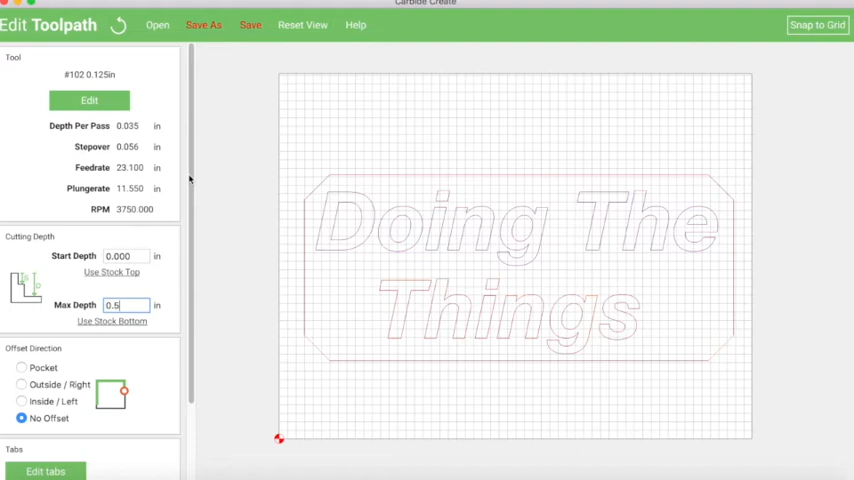 Carbide Create
Edit Toolpath Open Save As Save Reset View Help Snap to Grid
Tool
#102 0.125in
Edit
Depth Per Pass 0.035 in
Stepover 0.056 in
Feedrate 23.100 in
Plungerate 11.550 in
RPM 3750.000
Cutting Depth
Start Depth 0.000 in
Use Stock Top
Max Depth 0.5 in
Use Stock Bottom
Offset Direction
Pocket
Outside / Right
Inside / Left
No Offset
Tabs
Edit tabs
Doing The
Things